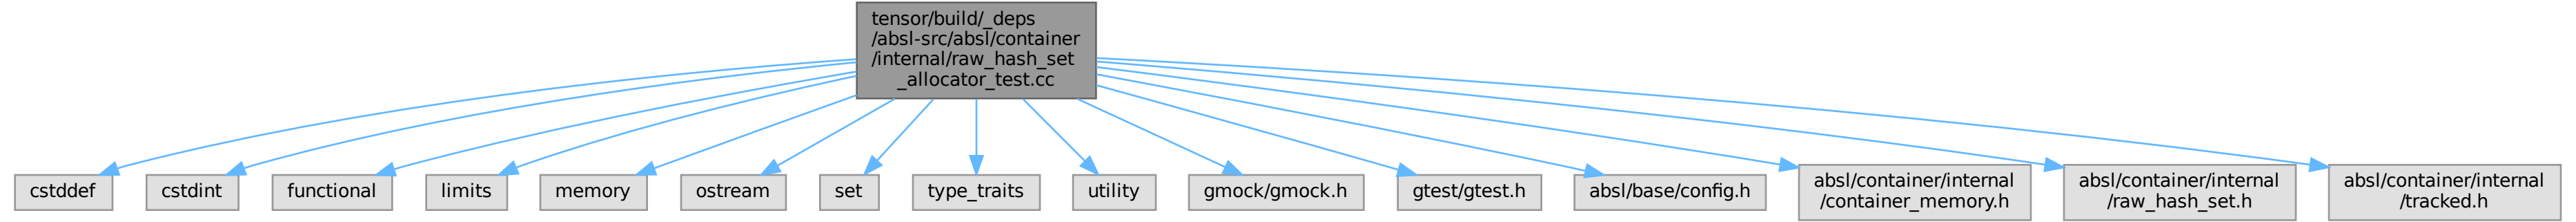 tensor/build/_deps
/absl-src/absl/container
/internal/raw_hash_set
_allocator_test.cc
cstddef
cstdint
functional
limits
memory
ostream
set
type_traits
utility
gmock/gmock.h
gtest/gtest.h
absl/base/config.h
absl/container/internal
/container_memory.h
absl/container/internal
/raw_hash_set.h
absl/container/internal
/tracked.h